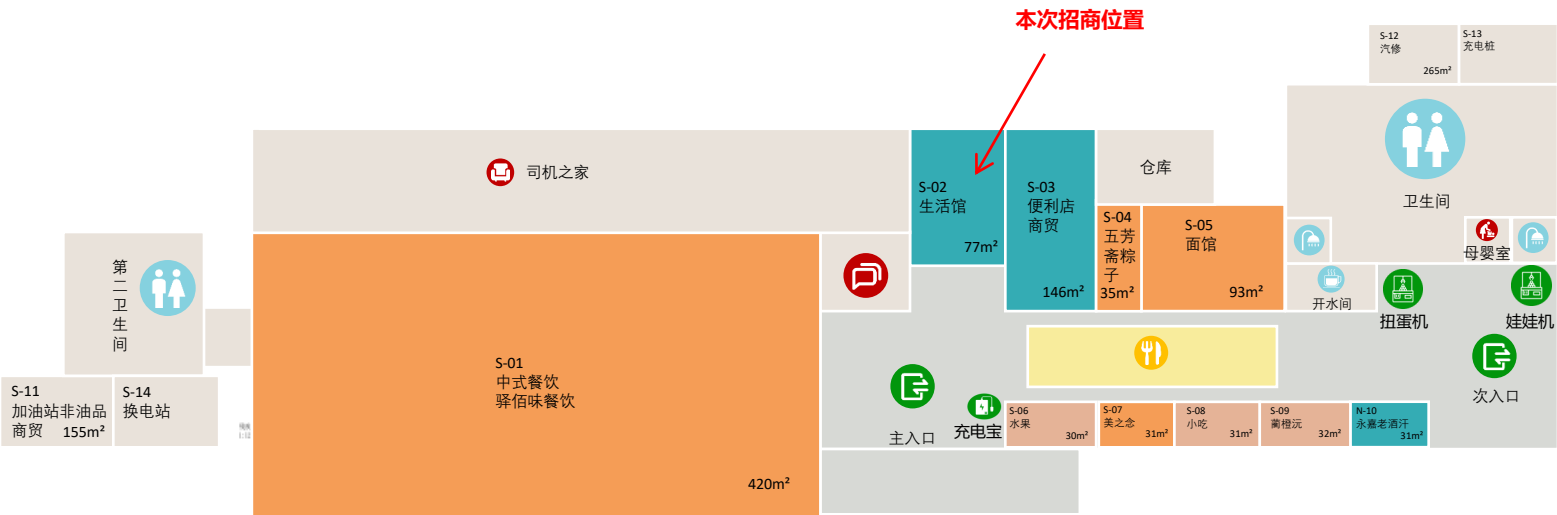 本次招商位置
S-12
汽修
265m²
S-13
充电桩
卫生间
司机之家
S-02
生活馆
77m²
S-03
便利店
商贸
146m²
仓库
S-04
五芳
斋粽
子
35m²
S-05
面馆
93m²
母婴室
开水间
扭蛋机
娃娃机
第
二
卫
生
间
S-01
中式餐饮
驿佰味餐饮
420m²
S-11
加油站非油品
商贸 155m²
S-14
换电站
主入口
充电宝
次入口
S-06
水果
30m²
S-07
美之念
31m²
S-08
小吃
31m²
S-09
蔺橙沅
32m²
N-10
永嘉老酒汗
31m²